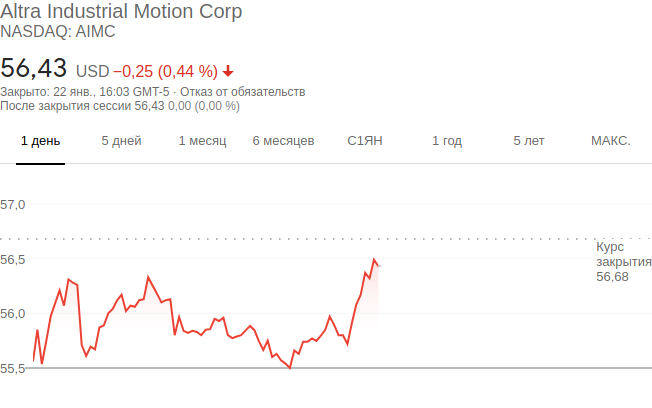 Altra Industrial Motion Corp
NASDAQ: AIMC
56,43 USD −0,25 (0,44 %)
Закрыто: 22 янв., 16:03 GMT-5 · Отказ от обязательств
После закрытия сессии 56,43 0,00 (0,00 %)
1 день 5 дней 1 месяц 6 месяцев С1ЯН 1 год 5 лет МАКС.
57,0
Курс
закрытия
56,68
56,5
56,0
55,5